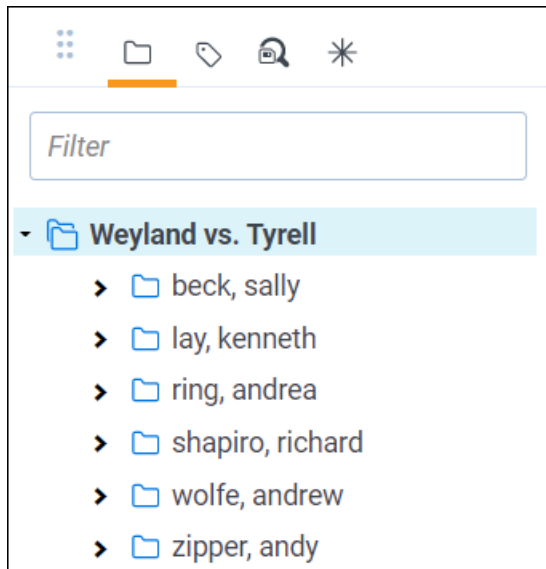 Filter
Weyland vs. Tyrell
beck, sally
lay, kenneth
ring, andrea
shapiro, richard
wolfe, andrew
zipper, andy